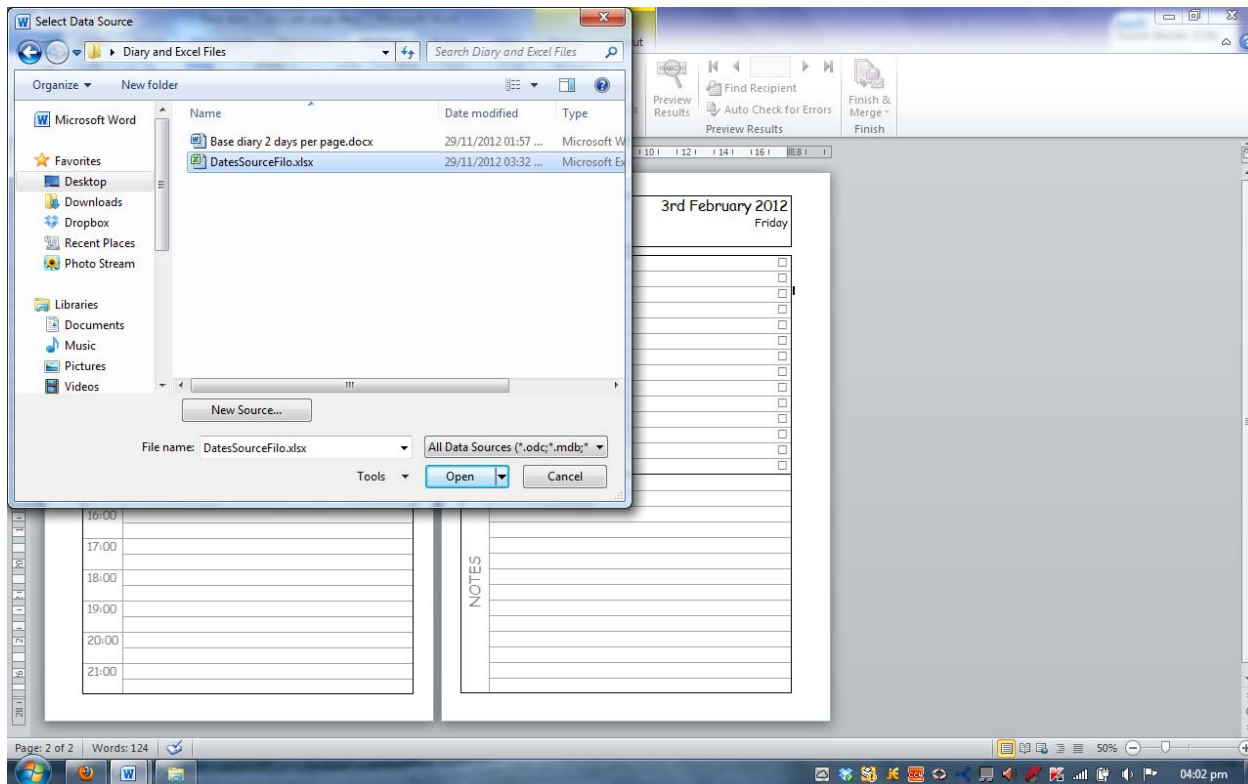 Select Data Source
Diary and Excel Files
Search Diary and Excel Files
Organize
New folder
Name
Date modified
Type
Microsoft Word
Base diary 2 days per page.docx
29/11/2012 01:57 ...
Microsoft W
Favorites
DatesSourceFilo.xlsx
29/11/2012 03:32 ...
Microsoft Ex
Desktop
Downloads
Dropbox
Recent Places
Photo Stream
Libraries
Documents
Music
Pictures
Videos
New Source...
File name:
DatesSourceFilo.xlsx
All Data Sources (*.odc;*.mdb;*
Tools
Open
Cancel
ut
Preview
Results
Find Recipient
Auto Check for Errors
Preview Results
Finish &
Merge
Finish
3rd February 2012
Friday
16:00
17:00
18:00
19:00
20:00
21:00
NOTES
Page: 2 of 2
Words: 124
50%
04:02 pm